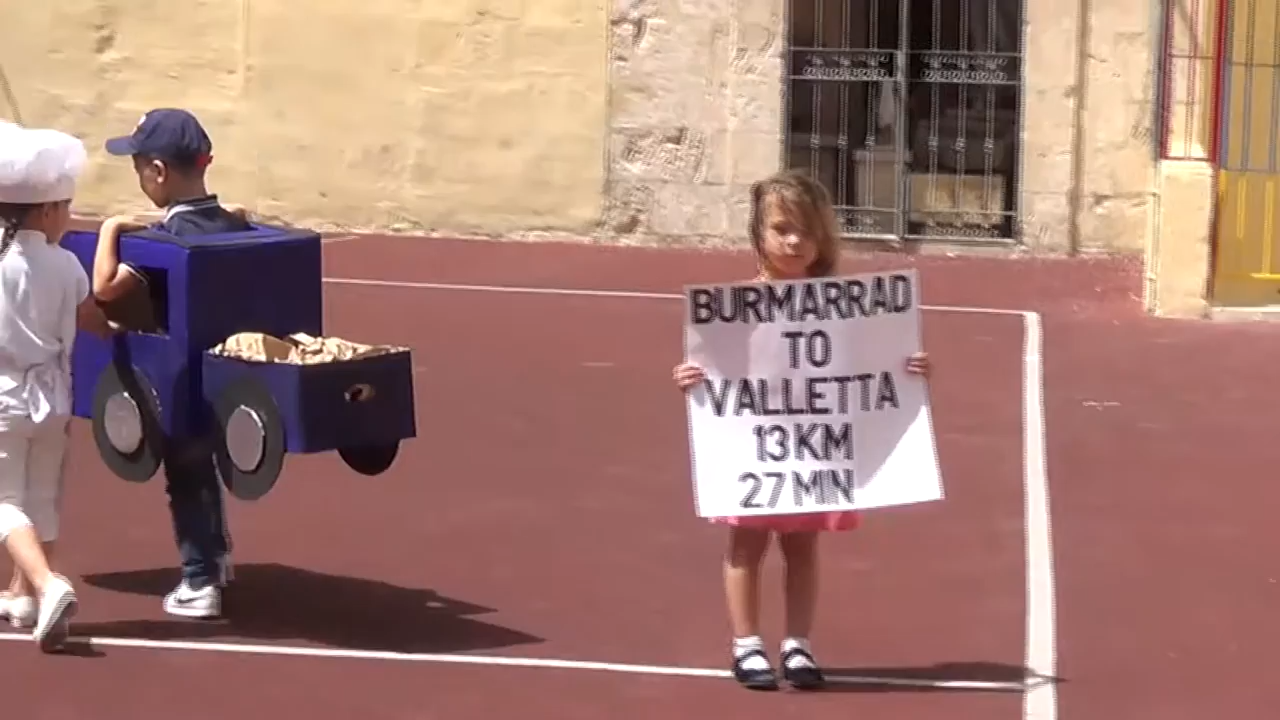 BURMARRAD
TO
VALLETTA
13KM
27MIN